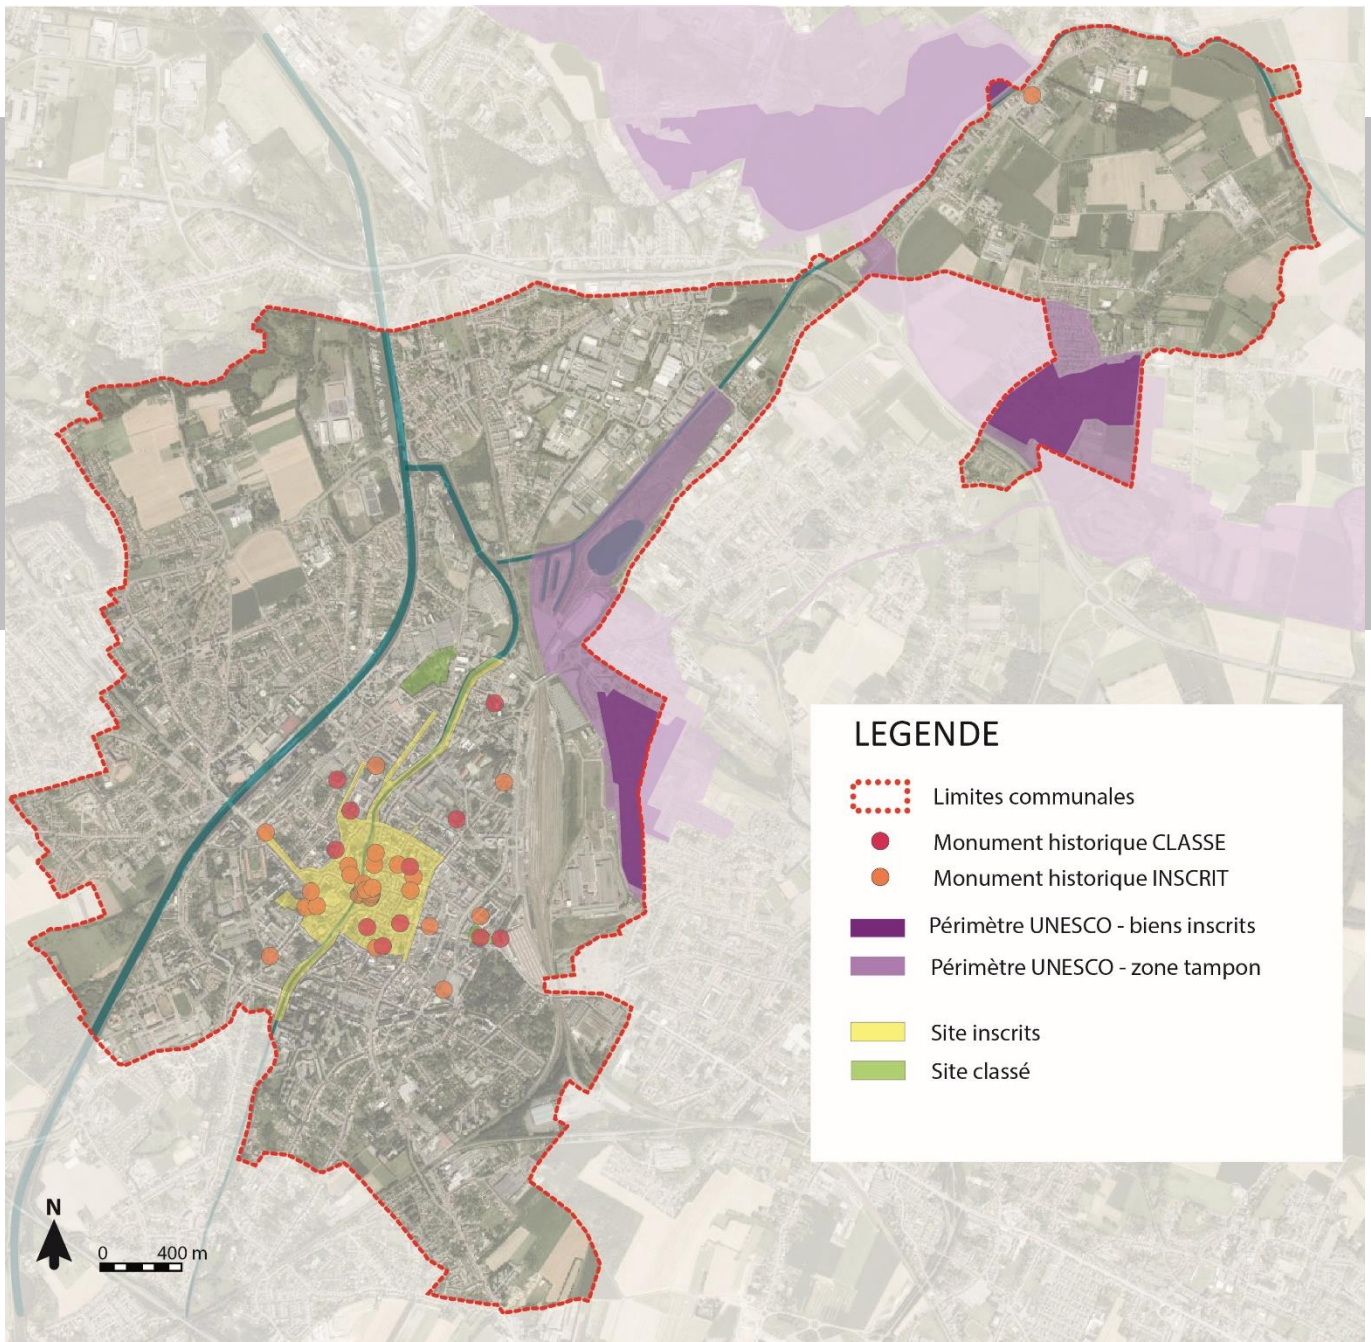 LEGENDE
Limites communales
Monument historique CLASSE
Monument historique INSCRIT
Périmètre UNESCO - biens inscrits
Périmètre UNESCO - zone tampon
Site inscrits
Site classé
N
0 400 m